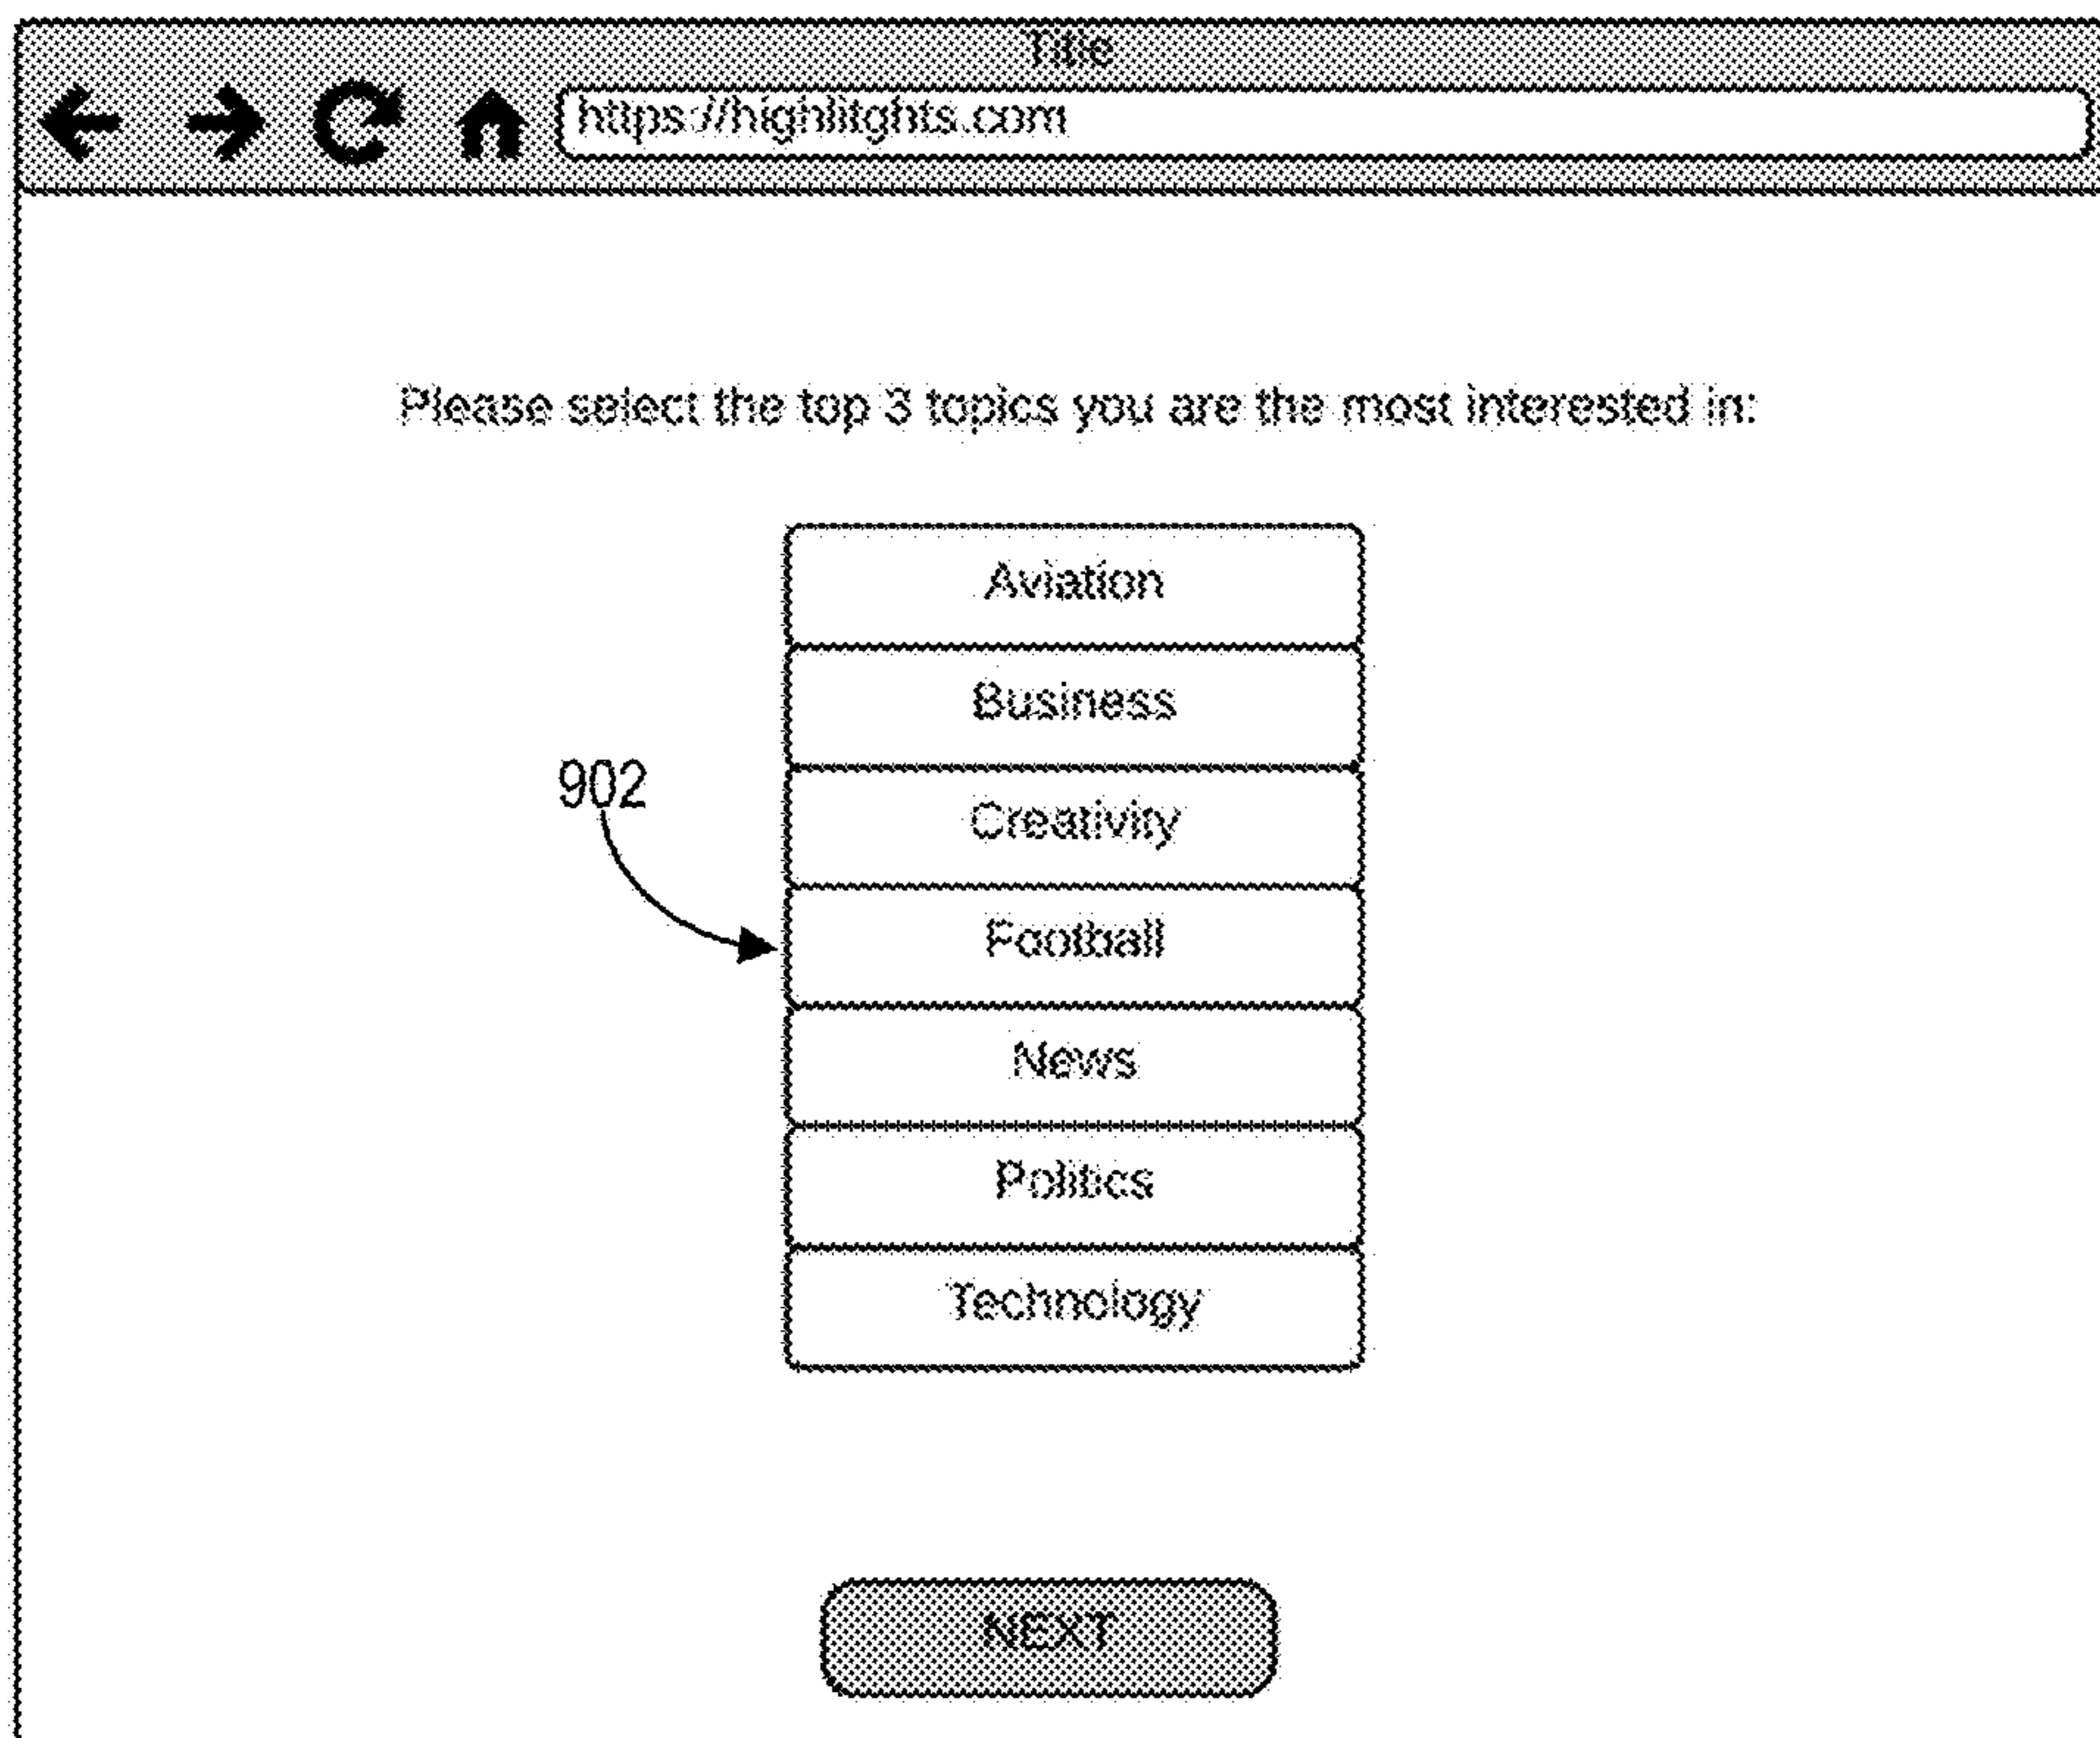 Title
https://highlitghts.com
Please select the top 3 topics you are the most interested in:
Aviation
Business
902
Creativity
Football
News
Politics
Technology
NEXT